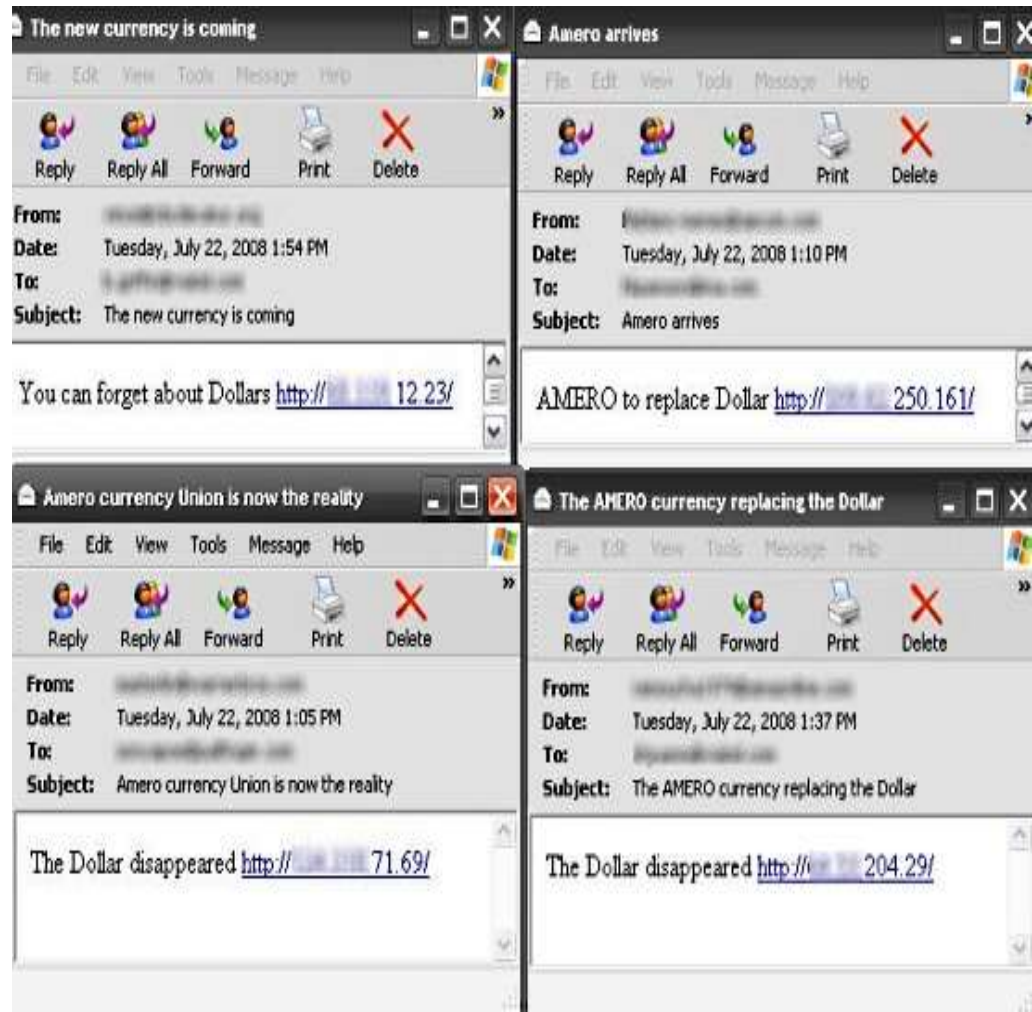 The new currency is coming
File Edit View Tools Message Help
Reply Reply All Forward Print Delete
From:
Date: Tuesday, July 22, 2008 1:54 PM
To:
Subject: The new currency is coming
You can forget about Dollars http:// 12.23/
Amero arrives
File Edit View Tools Message Help
Reply Reply All Forward Print Delete
From:
Date: Tuesday, July 22, 2008 1:10 PM
To:
Subject: Amero arrives
AMERO to replace Dollar http:// 250.161/
Amero currency Union is now the reality
File Edit View Tools Message Help
Reply Reply All Forward Print Delete
From:
Date: Tuesday, July 22, 2008 1:05 PM
To:
Subject: Amero currency Union is now the reality
The Dollar disappeared http:// 71.69/
The AMERO currency replacing the Dollar
File Edit View Tools Message Help
Reply Reply All Forward Print Delete
From:
Date: Tuesday, July 22, 2008 1:37 PM
To:
Subject: The AMERO currency replacing the Dollar
The Dollar disappeared http:// 204.29/